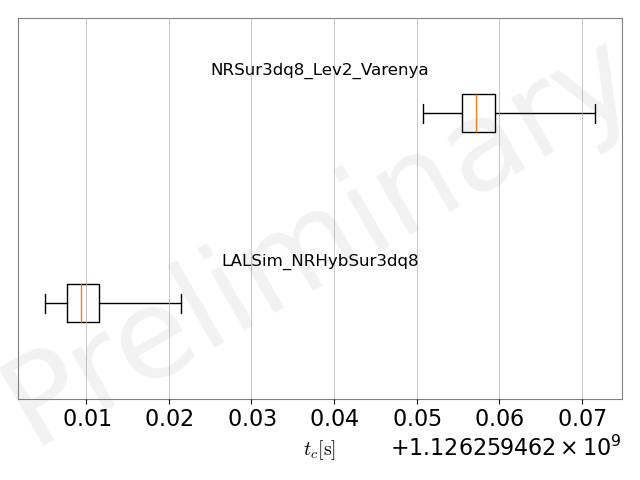 NRSur3dq8_Lev2_Varenya
LALSim_NRHybSur3dq8
Preliminary
0.01 0.02 0.03 0.04 0.05 0.06 0.07
t_c[s] +1.126259462 × 10⁹